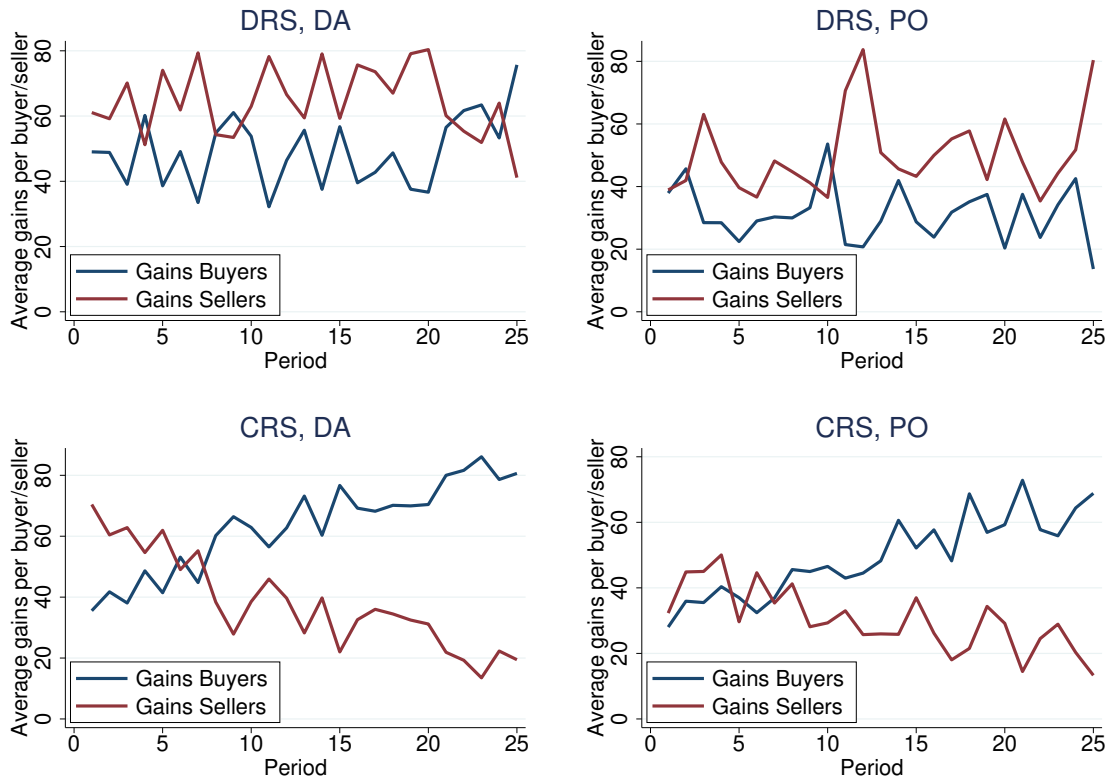 DRS, DA
Average gains per buyer/seller
80
60
40
20
0
Gains Buyers
Gains Sellers
0 5 10 15 20 25
Period
DRS, PO
Average gains per buyer/seller
80
60
40
20
0
Gains Buyers
Gains Sellers
0 5 10 15 20 25
Period
CRS, DA
Average gains per buyer/seller
80
60
40
20
0
Gains Buyers
Gains Sellers
0 5 10 15 20 25
Period
CRS, PO
Average gains per buyer/seller
80
60
40
20
0
Gains Buyers
Gains Sellers
0 5 10 15 20 25
Period